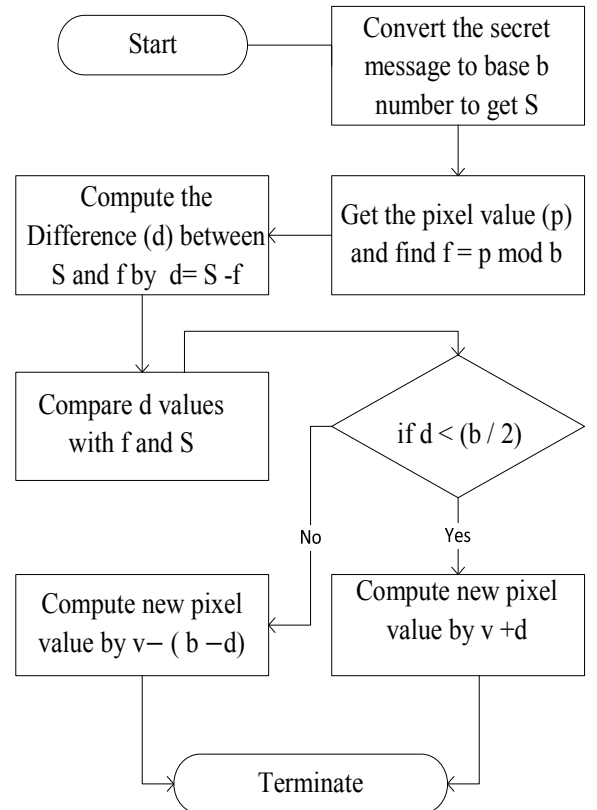 Start
Convert the secret
message to base b
number to get S
Get the pixel value (p)
and find f = p mod b
Compute the
Difference (d) between
S and f by d= S -f
Compare d values
with f and S
if d < (b / 2)
No
Yes
Compute new pixel
value by v− ( b −d)
Compute new pixel
value by v +d
Terminate